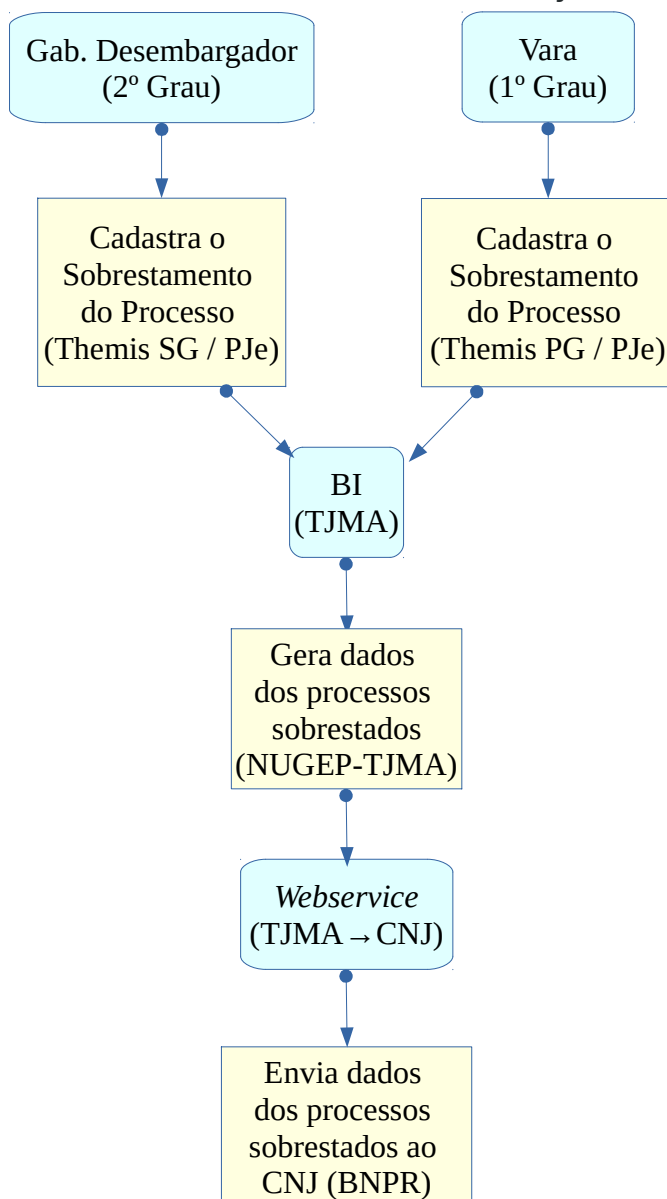 Gab. Desembargador
(2º Grau)
Vara
(1º Grau)
Cadastra o
Sobrestamento
do Processo
(Themis SG / PJe)
Cadastra o
Sobrestamento
do Processo
(Themis PG / PJe)
BI
(TJMA)
Gera dados
dos processos
sobrestados
(NUGEP-TJMA)
Webservice
(TJMA→CNJ)
Envia dados
dos processos
sobrestados ao
CNJ (BNPR)